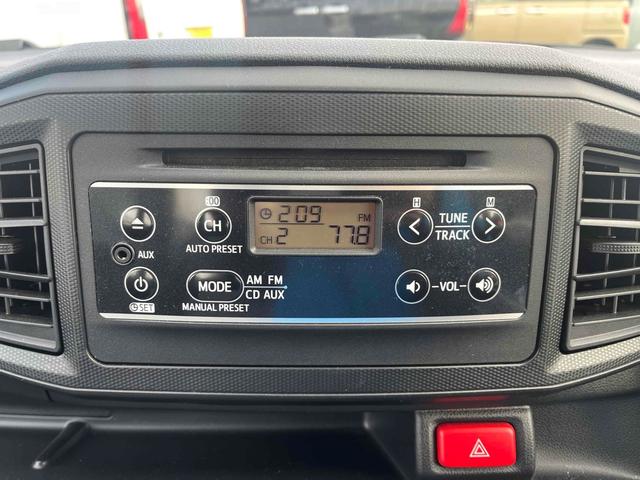 :00
CH
AUTO PRESET
AUX
SET
MODE
MANUAL PRESET
AM FM
CD AUX
2:09
FM
CH 2 77.8
H
M
TUNE
TRACK
VOL